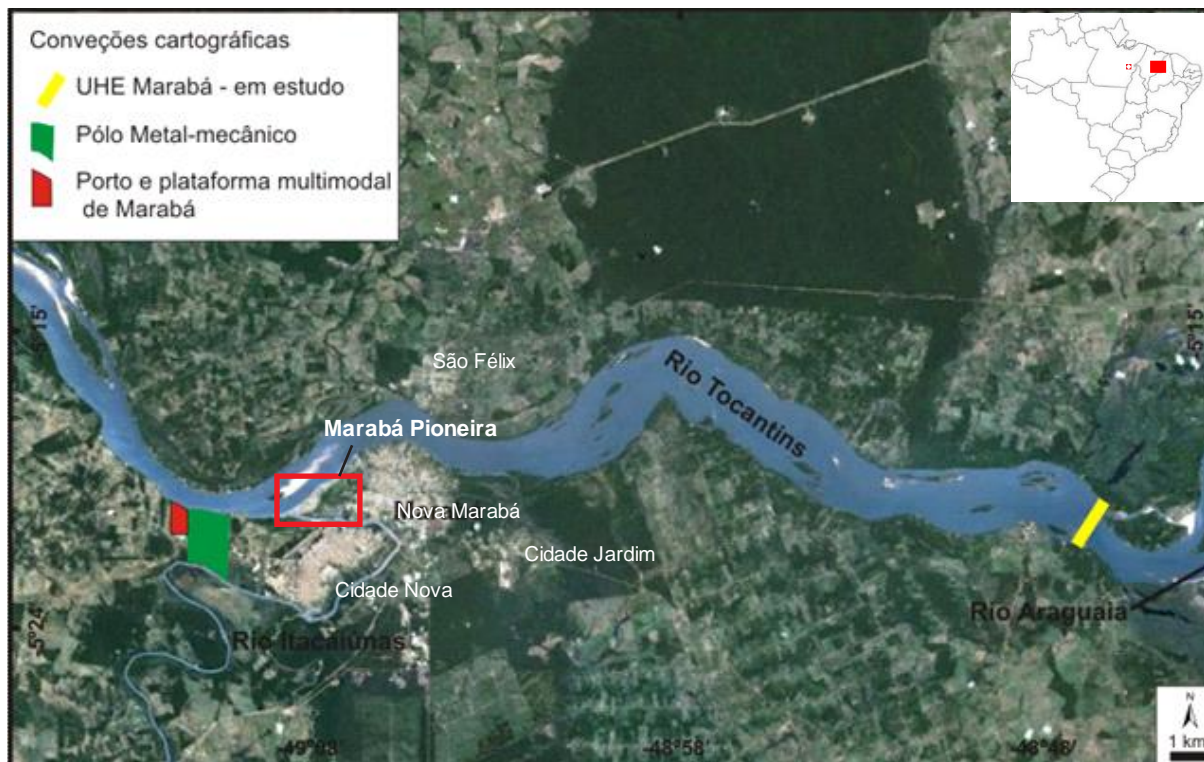 Conveções cartográficas
UHE Marabá - em estudo
Pólo Metal-mecânico
Porto e plataforma multimodal
de Marabá
5°15'
5°15'
São Félix
Rio Tocantins
Marabá Pioneira
Nova Marabá
Cidade Jardim
Cidade Nova
Rio Araguaia
5°24'
Rio Itacaiunas
-49°08'
-48°58'
-48°48'
N
1 km